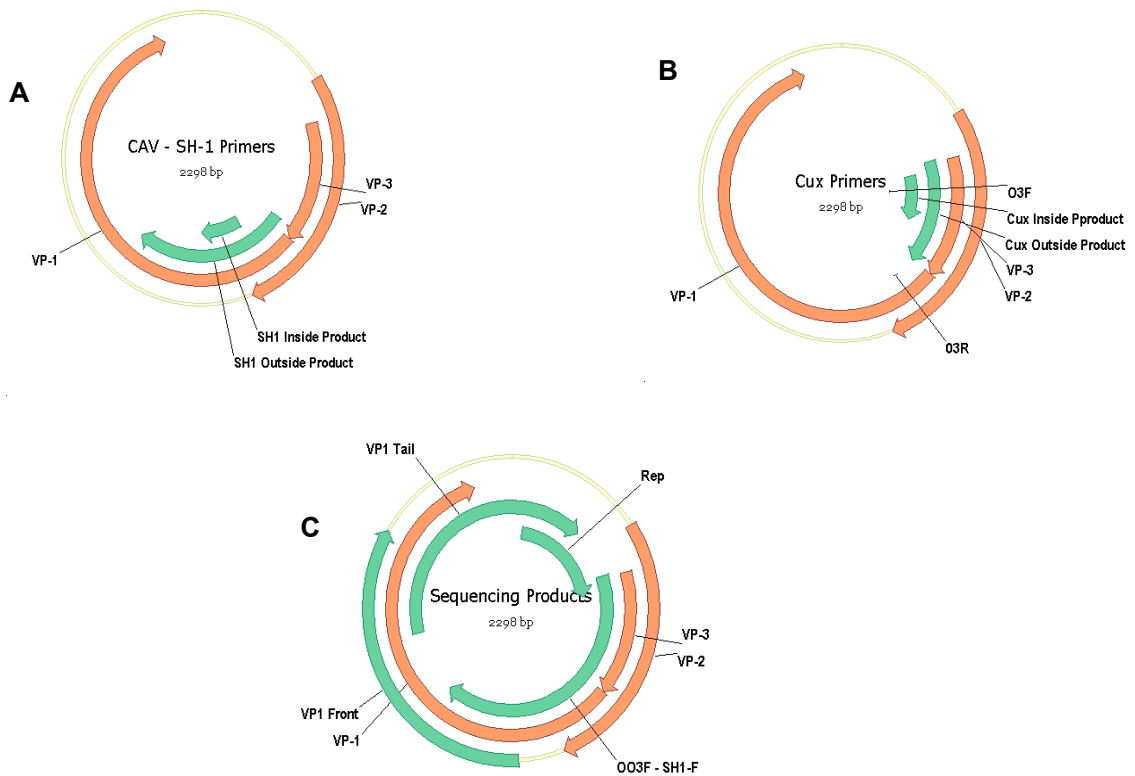 A
CAV - SH-1 Primers
2298 bp
VP-3
VP-2
VP-1
SH1 Inside Product
SH1 Outside Product
B
Cux Primers
2298 bp
O3F
Cux Inside Pproduct
Cux Outside Product
VP-3
VP-2
VP-1
03R
C
VP1 Tail
Rep
Sequencing Products
2298 bp
VP-3
VP-2
VP1 Front
VP-1
OO3F - SH1-F